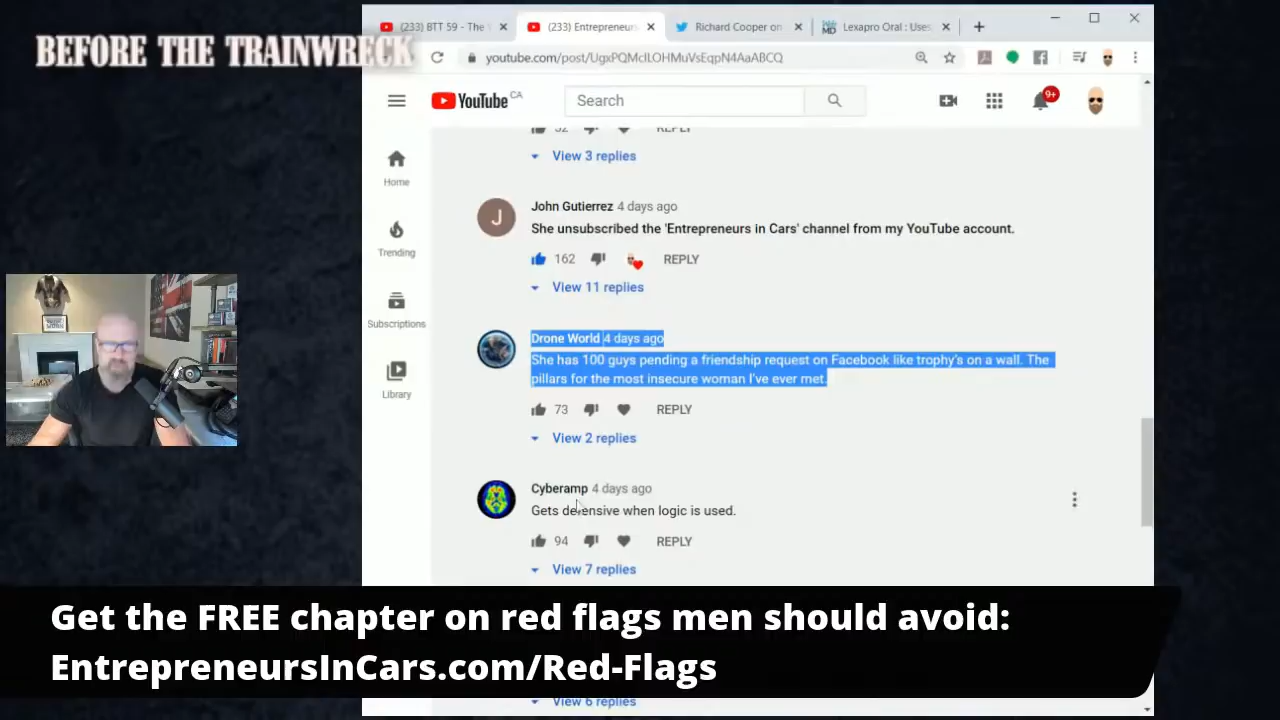 BEFORE THE TRAINWRECK
(233) BTT 59 - The
(233) Entrepreneurs
Richard Cooper on
Lexapro Oral : Uses
youtube.com/post/UgxPQMcILOHMuVsEqpN4AaABCQ
YouTube CA
Search
9+
Home
Trending
Subscriptions
Library
52 REPLY
View 3 replies
J
John Gutierrez 4 days ago
She unsubscribed the 'Entrepreneurs in Cars' channel from my YouTube account.
162 REPLY
View 11 replies
Drone World 4 days ago
She has 100 guys pending a friendship request on Facebook like trophy's on a wall. The
pillars for the most insecure woman I've ever met.
73 REPLY
View 2 replies
Cyberamp 4 days ago
Gets defensive when logic is used.
94 REPLY
View 7 replies
Get the FREE chapter on red flags men should avoid:
EntrepreneursInCars.com/Red-Flags
View 6 replies